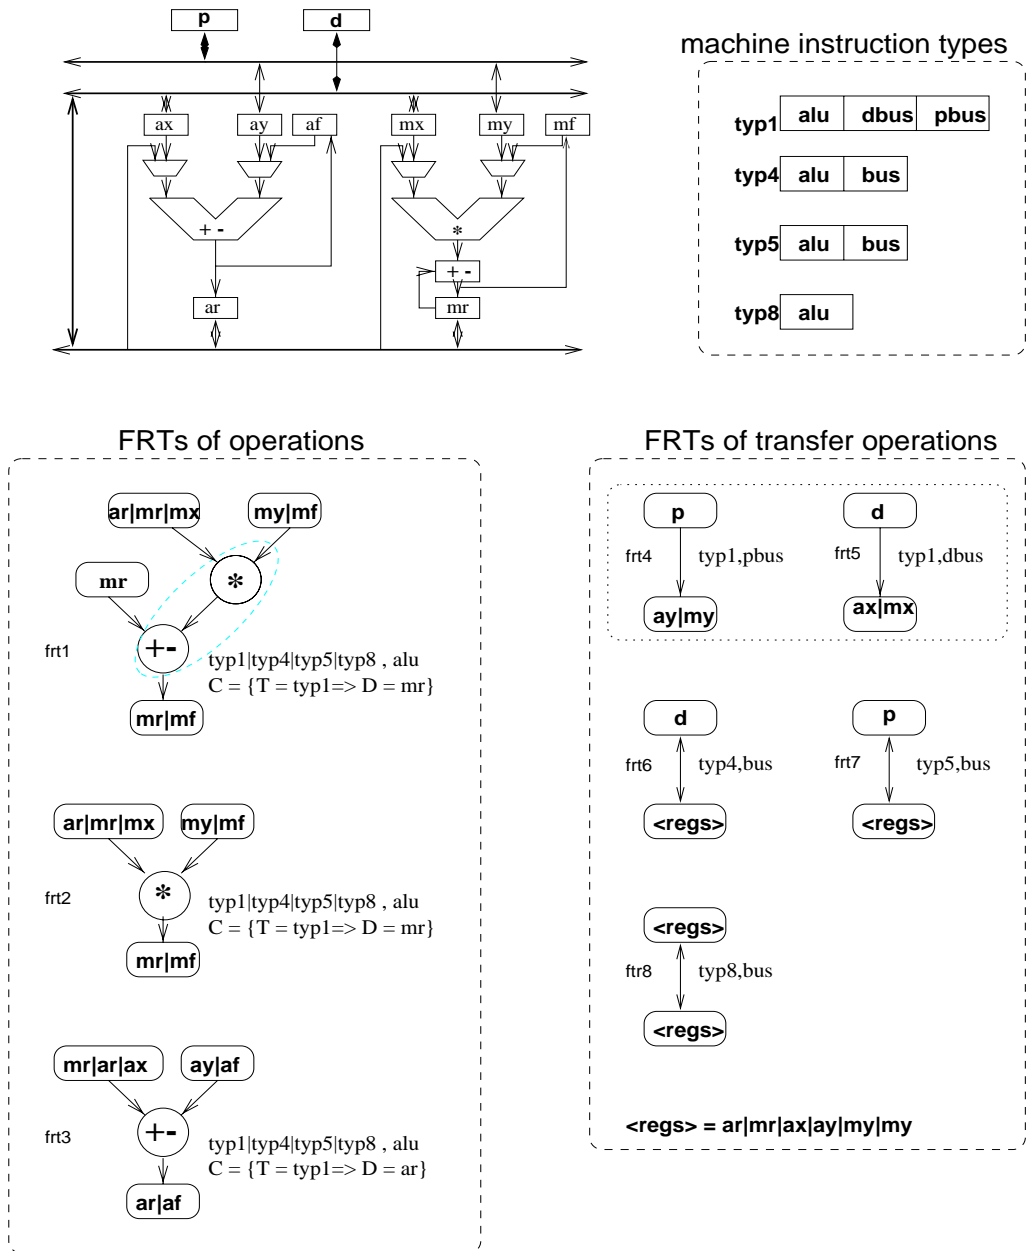 p d
machine instruction types
ax ay af mx my mf
typ1 alu dbus pbus
typ4 alu bus
+ - *
typ5 alu bus
+ -
ar mr
typ8 alu
FRTs of operations
ar|mr|mx my|mf
mr *
frt1 +- typ1|typ4|typ5|typ8 , alu
C = {T = typ1=> D = mr}
mr|mf
ar|mr|mx my|mf
frt2 * typ1|typ4|typ5|typ8 , alu
C = {T = typ1=> D = mr}
mr|mf
mr|ar|ax ay|af
frt3 +- typ1|typ4|typ5|typ8 , alu
C = {T = typ1=> D = ar}
ar|af
FRTs of transfer operations
p d
frt4 typ1,pbus frt5 typ1,dbus
ay|my ax|mx
d p
frt6 typ4,bus frt7 typ5,bus
<regs> <regs>
<regs>
ftr8 typ8,bus
<regs>
<regs> = ar|mr|ax|ay|my|my